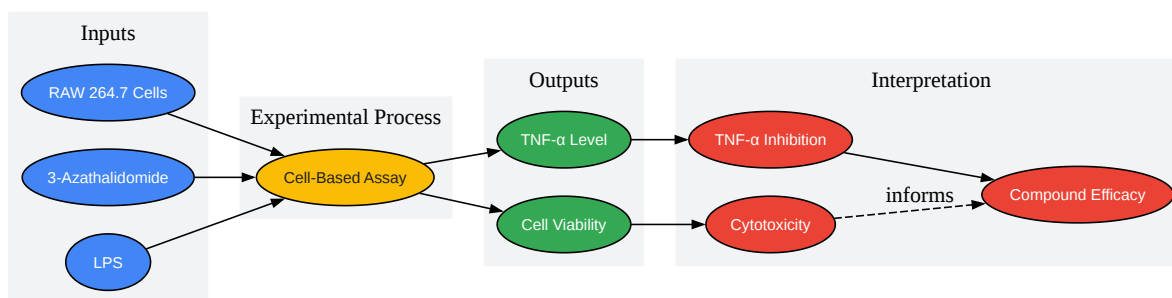 Inputs
RAW 264.7 Cells
3-Azathalidomide
LPS
Experimental Process
Cell-Based Assay
Outputs
TNF-α Level
Cell Viability
Interpretation
TNF-α Inhibition
Cytotoxicity
informs
Compound Efficacy